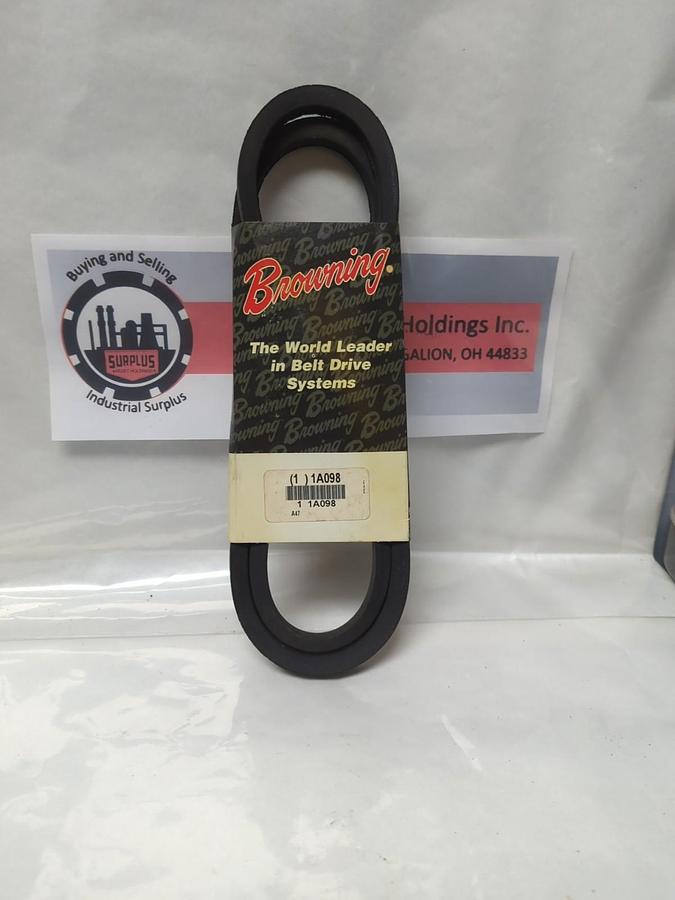 Buying and Selling
SURPLUS
Industrial Surplus
Holdings Inc.
GALION, OH 44833
Browning
The World Leader
in Belt Drive
Systems
(1 ) 1A098
1 1A098
A47